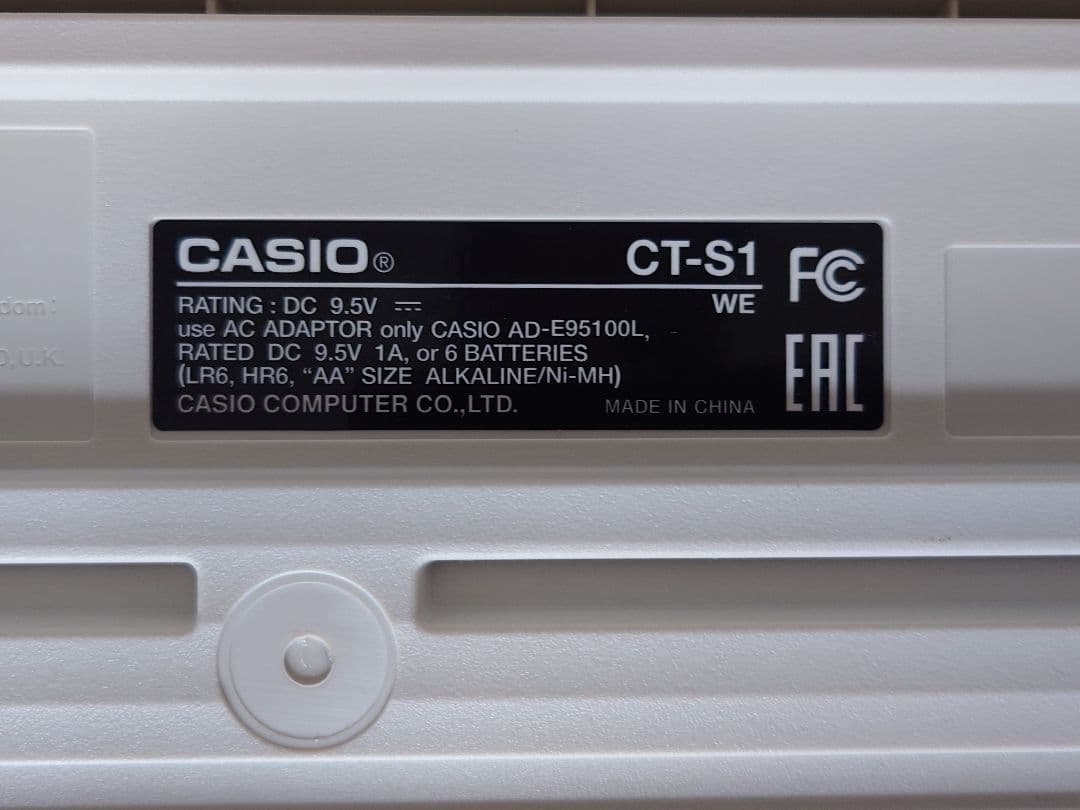 CASIO®
CT-S1
FC
WE
RATING : DC 9.5V ⎓
use AC ADAPTOR only CASIO AD-E95100L,
RATED DC 9.5V 1A, or 6 BATTERIES
(LR6, HR6, “AA” SIZE ALKALINE/Ni-MH)
EAC
CASIO COMPUTER CO.,LTD.
MADE IN CHINA
dom:
, U.K.